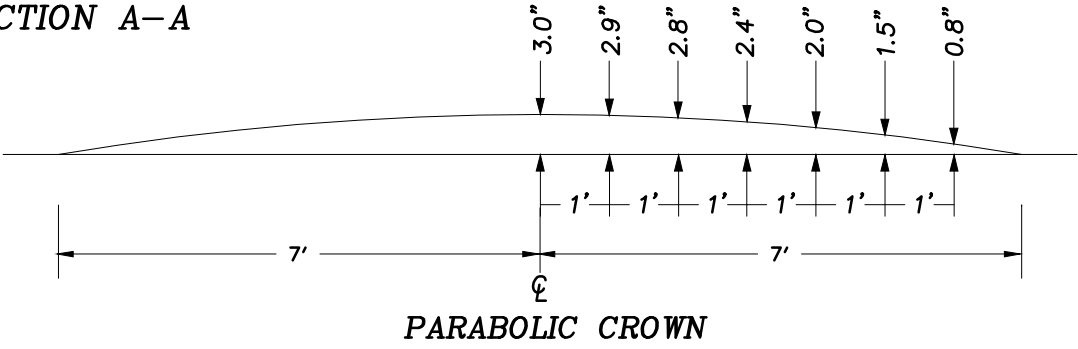 CTION A-A
3.0" 2.9" 2.8" 2.4" 2.0" 1.5" 0.8"
1' 1' 1' 1' 1' 1'
7' 7'
℄
PARABOLIC CROWN